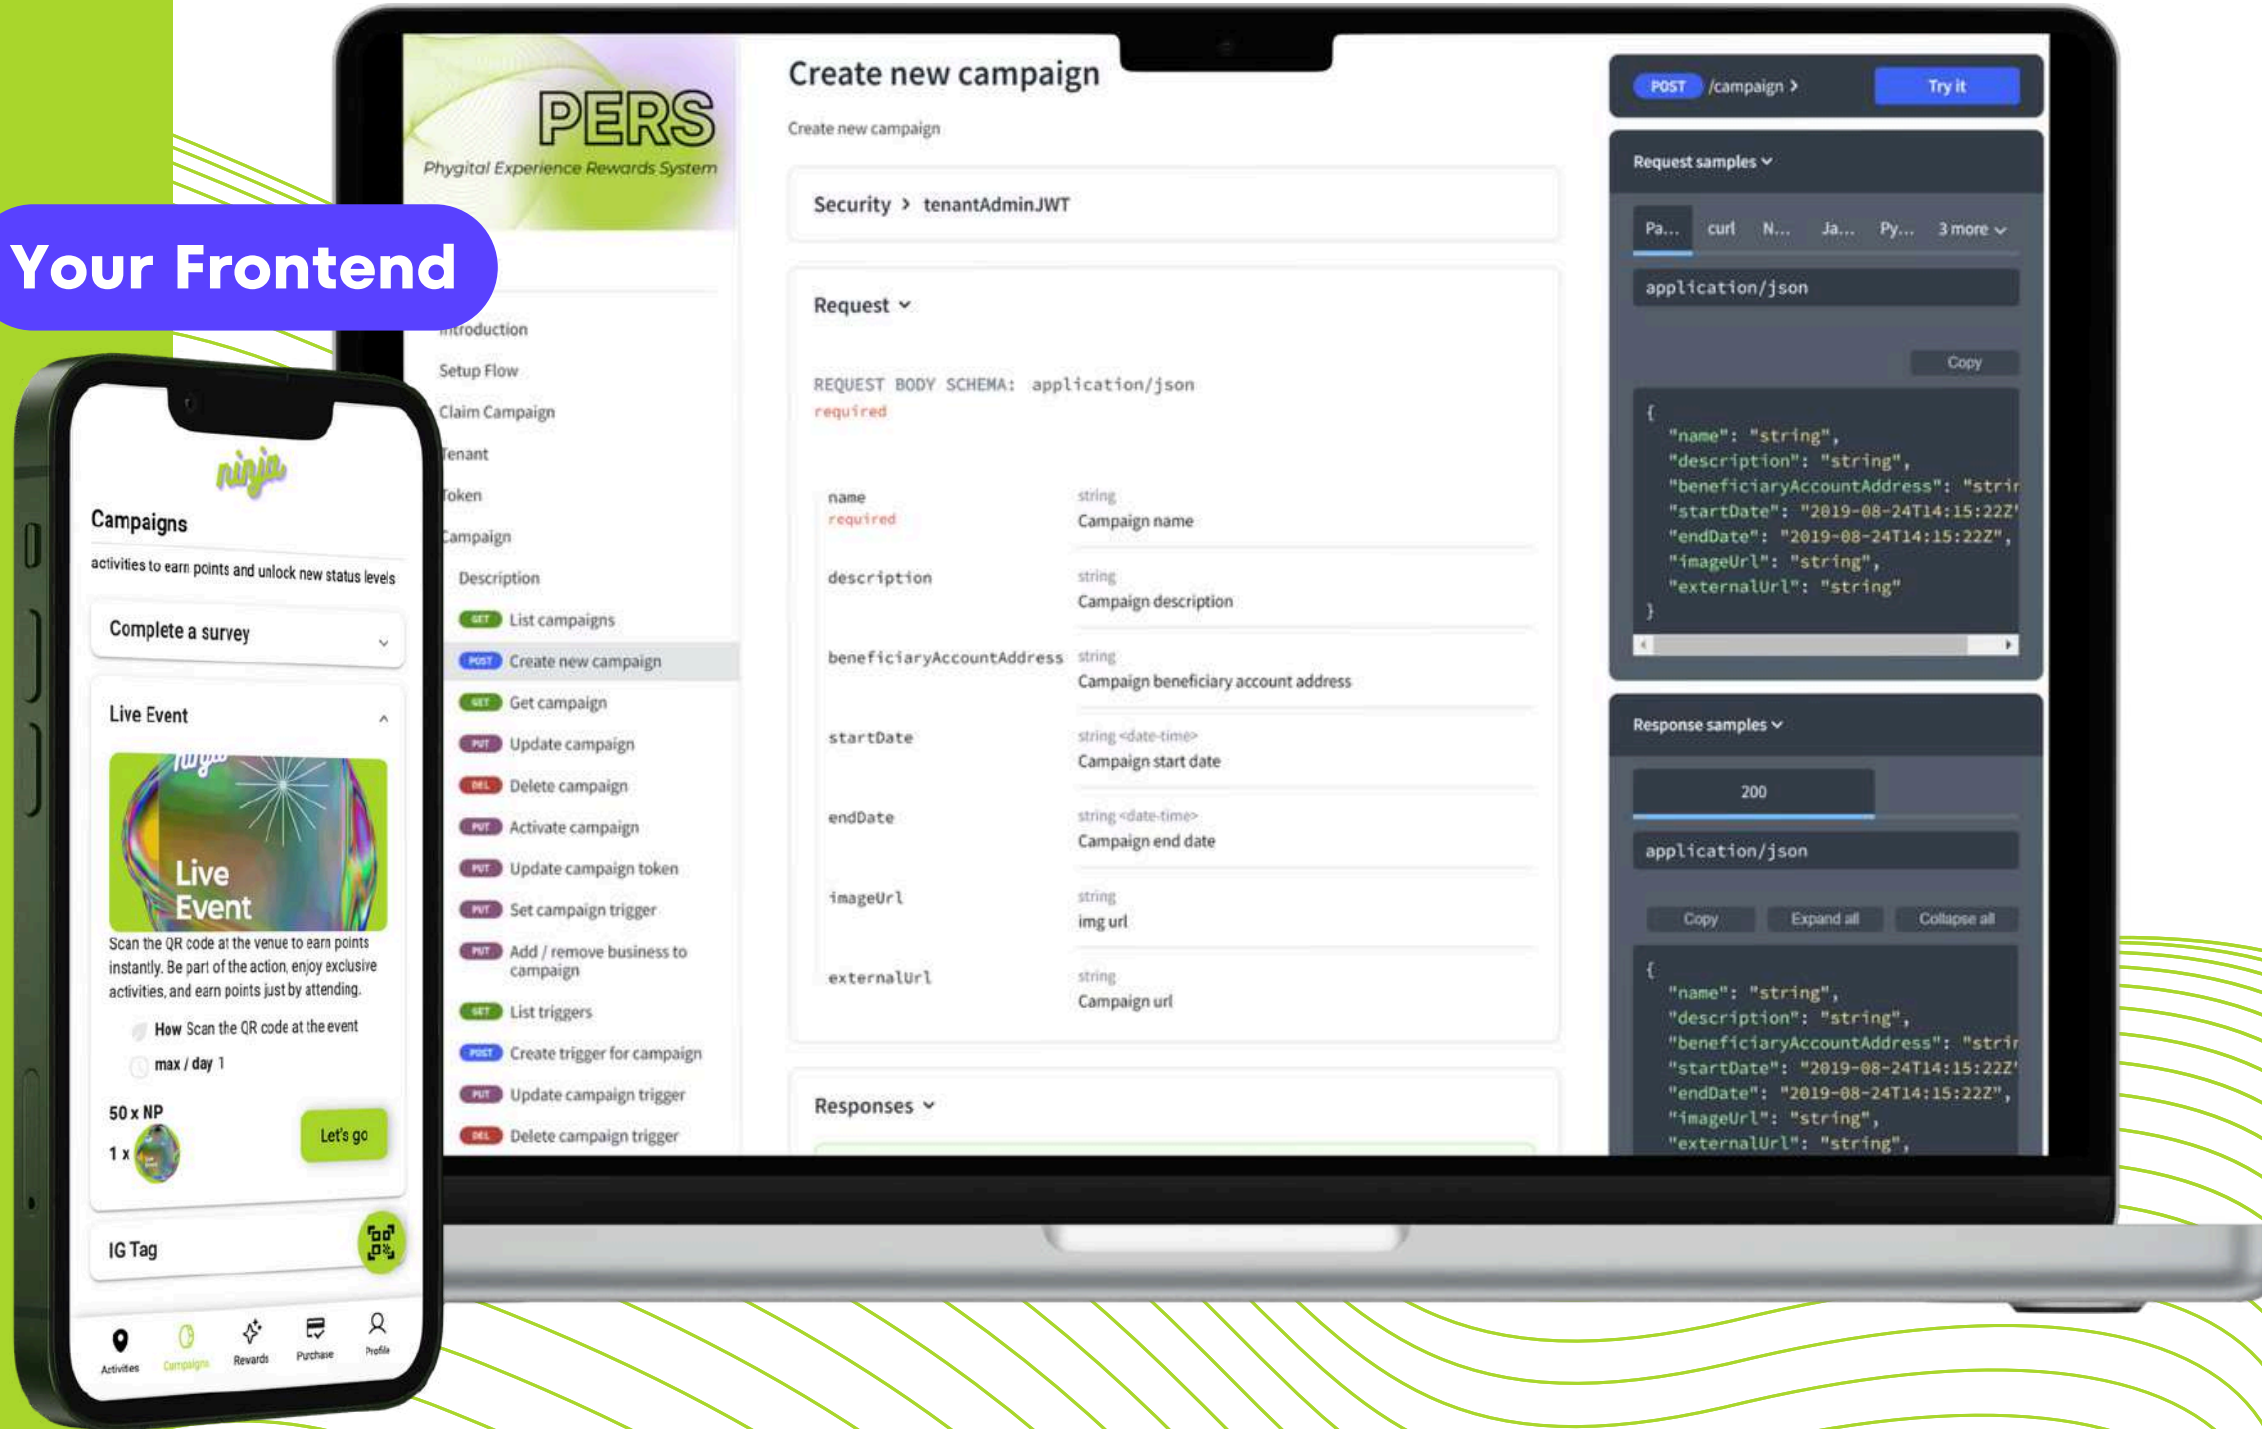 Your Frontend
ninja
Campaigns
activities to earn points and unlock new status levels
Complete a survey
Live Event
ninja
Live
Event
Scan the QR code at the venue to earn points
instantly. Be part of the action, enjoy exclusive
activities, and earn points just by attending.
How Scan the QR code at the event
max / day 1
50 x NP
1 x
Let's go
IG Tag
Activities
Campaigns
Rewards
Purchase
Profile
PERS
Phygital Experience Rewards System
Introduction
Setup Flow
Claim Campaign
Tenant
Token
Campaign
Description
GET List campaigns
POST Create new campaign
GET Get campaign
PUT Update campaign
DEL Delete campaign
PUT Activate campaign
PUT Update campaign token
PUT Set campaign trigger
PUT Add / remove business to
campaign
GET List triggers
POST Create trigger for campaign
PUT Update campaign trigger
DEL Delete campaign trigger
Create new campaign
Create new campaign
Security > tenantAdminJWT
Request
REQUEST BODY SCHEMA: application/json
required
name string
required Campaign name
description string
Campaign description
beneficiaryAccountAddress string
Campaign beneficiary account address
startDate string <date-time>
Campaign start date
endDate string <date-time>
Campaign end date
imageUrl string
img url
externalUrl string
Campaign url
Responses
POST /campaign > Try it
Request samples
Pa... curl N... Ja... Py... 3 more
application/json
Copy
{
"name": "string",
"description": "string",
"beneficiaryAccountAddress": "strin
"startDate": "2019-08-24T14:15:22Z"
"endDate": "2019-08-24T14:15:22Z",
"imageUrl": "string",
"externalUrl": "string"
}
Response samples
200
application/json
Copy Expand all Collapse all
{
"name": "string",
"description": "string",
"beneficiaryAccountAddress": "strin
"startDate": "2019-08-24T14:15:22Z"
"endDate": "2019-08-24T14:15:22Z",
"imageUrl": "string",
"externalUrl": "string",